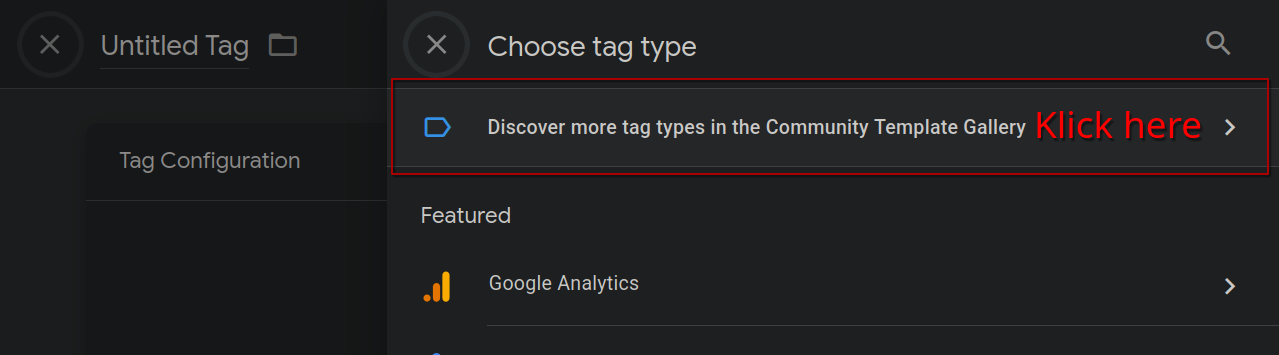 Untitled Tag
Choose tag type
Discover more tag types in the Community Template Gallery Klick here
Tag Configuration
Featured
Google Analytics